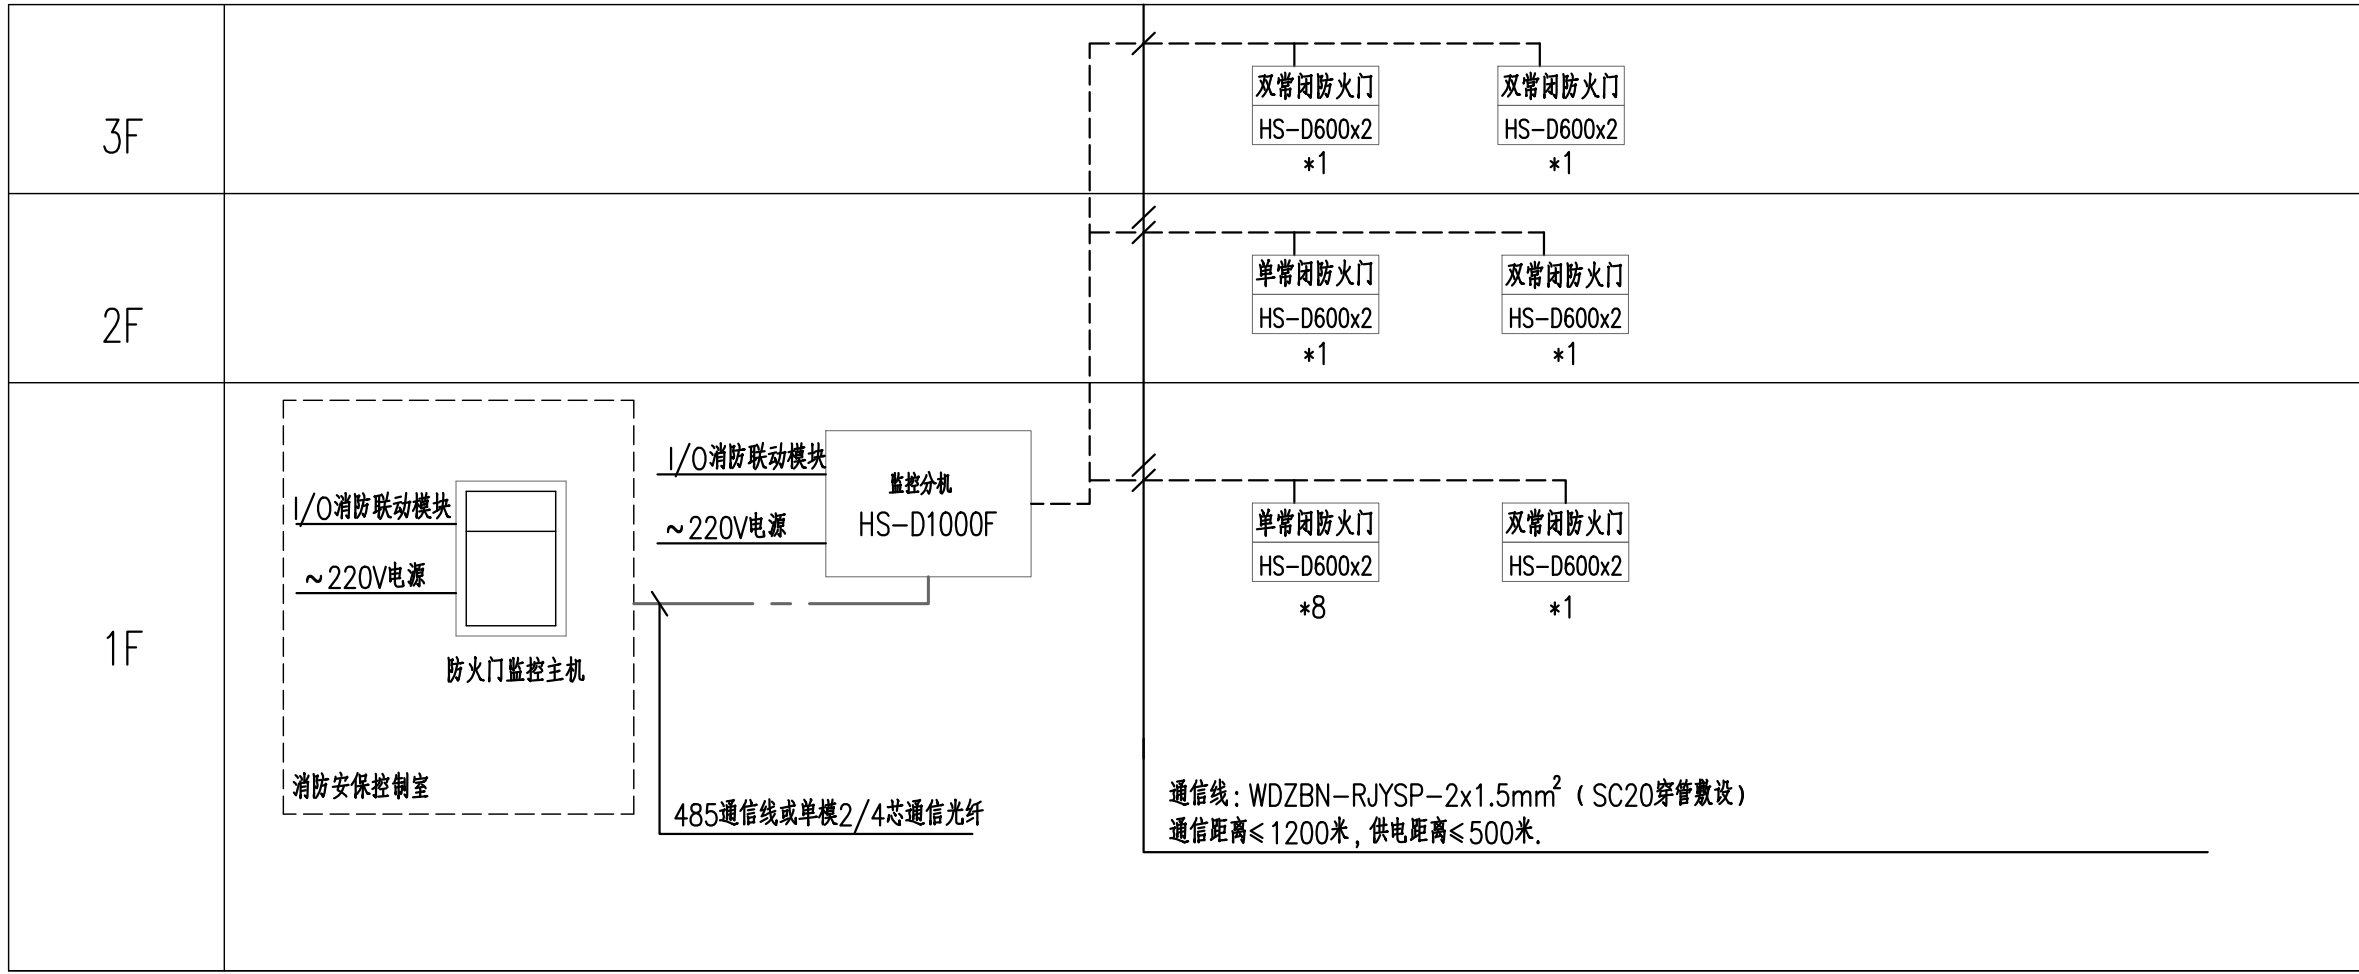 3F
双常闭防火门
HS-D600x2
*1
双常闭防火门
HS-D600x2
*1
2F
单常闭防火门
HS-D600x2
*1
双常闭防火门
HS-D600x2
*1
1F
I/O消防联动模块
~220V电源
防火门监控主机
消防安保控制室
I/O消防联动模块
~220V电源
监控分机
HS-D1000F
485通信线或单模2/4芯通信光纤
单常闭防火门
HS-D600x2
*8
双常闭防火门
HS-D600x2
*1
通信线: WDZBN-RJYSP-2x1.5mm² ( SC20穿管敷设)
通信距离≤1200米, 供电距离≤500米.